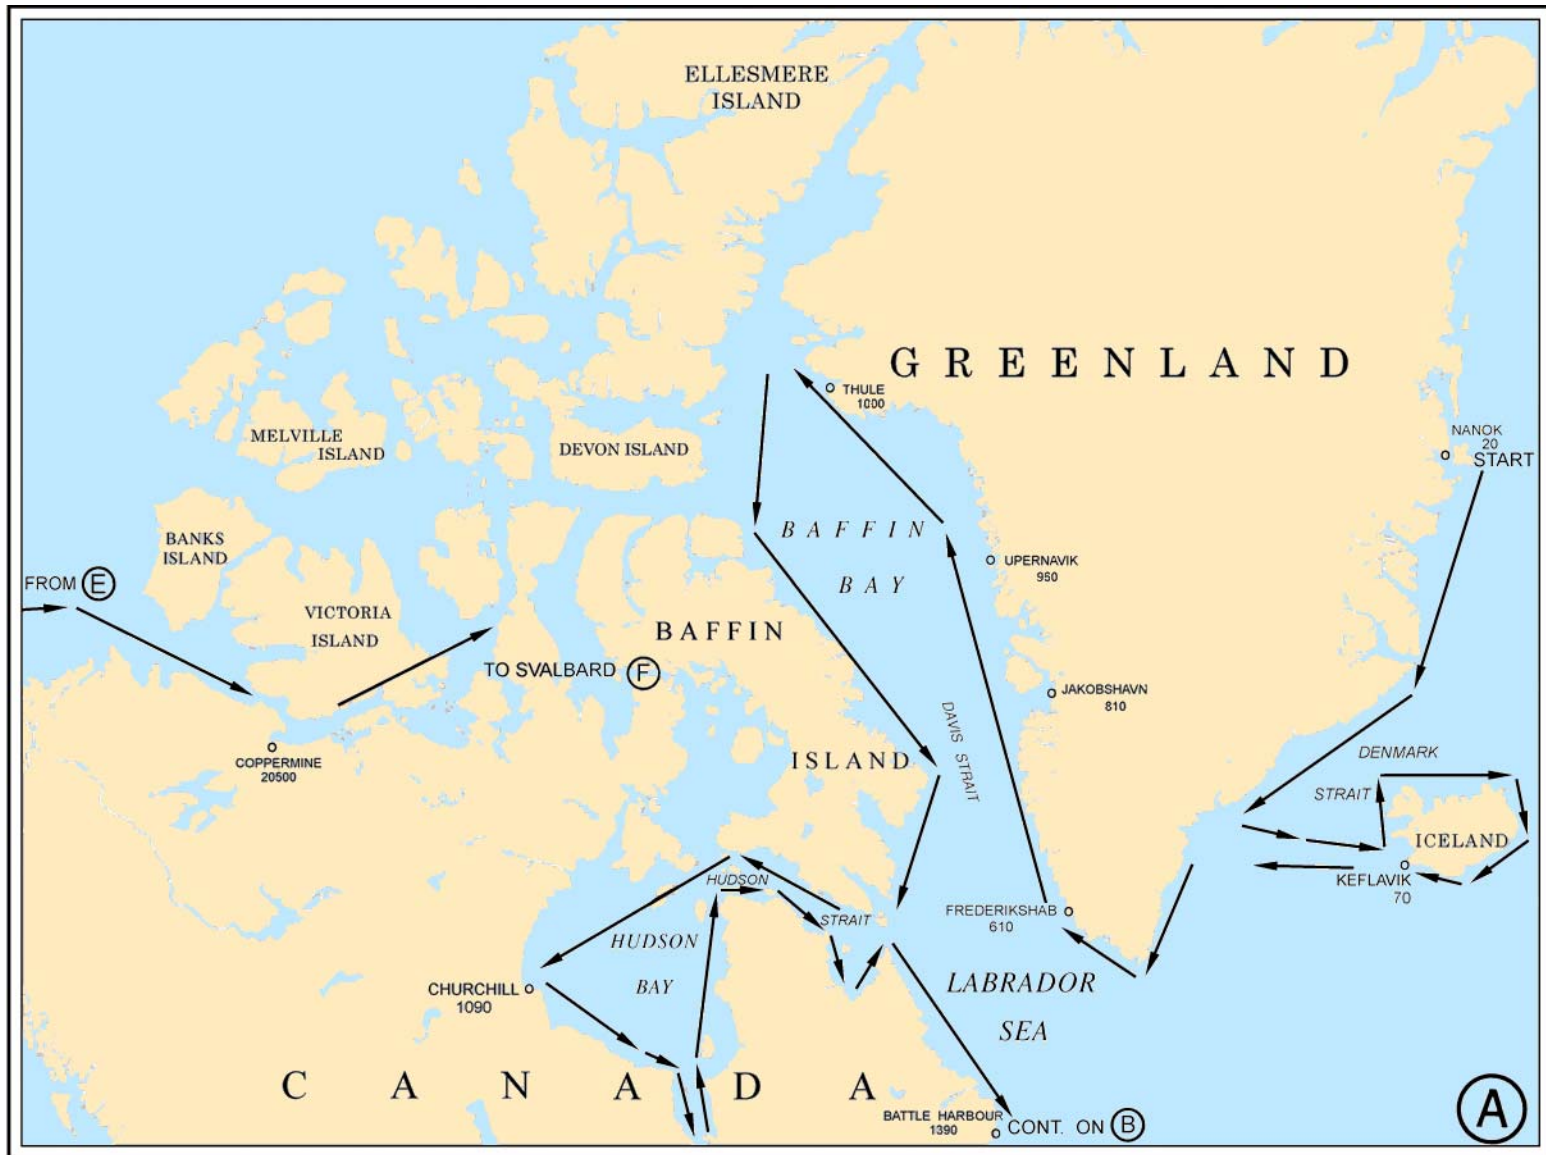 ELLESMERE
ISLAND
GREENLAND
THULE
1000
NANOK
20
START
MELVILLE
ISLAND
DEVON ISLAND
BANKS
ISLAND
BAFFIN
BAY
UPERNAVIK
950
FROM E
VICTORIA
ISLAND
BAFFIN
ISLAND
TO SVALBARD F
JAKOBSHAVN
810
DAVIS STRAIT
COPPERMINE
20500
DENMARK
STRAIT
ICELAND
KEFLAVIK
70
HUDSON
STRAIT
FREDERIKSHAB
610
HUDSON
BAY
LABRADOR
SEA
CHURCHILL
1090
CANADA
BATTLE HARBOUR
1390
CONT. ON B
A